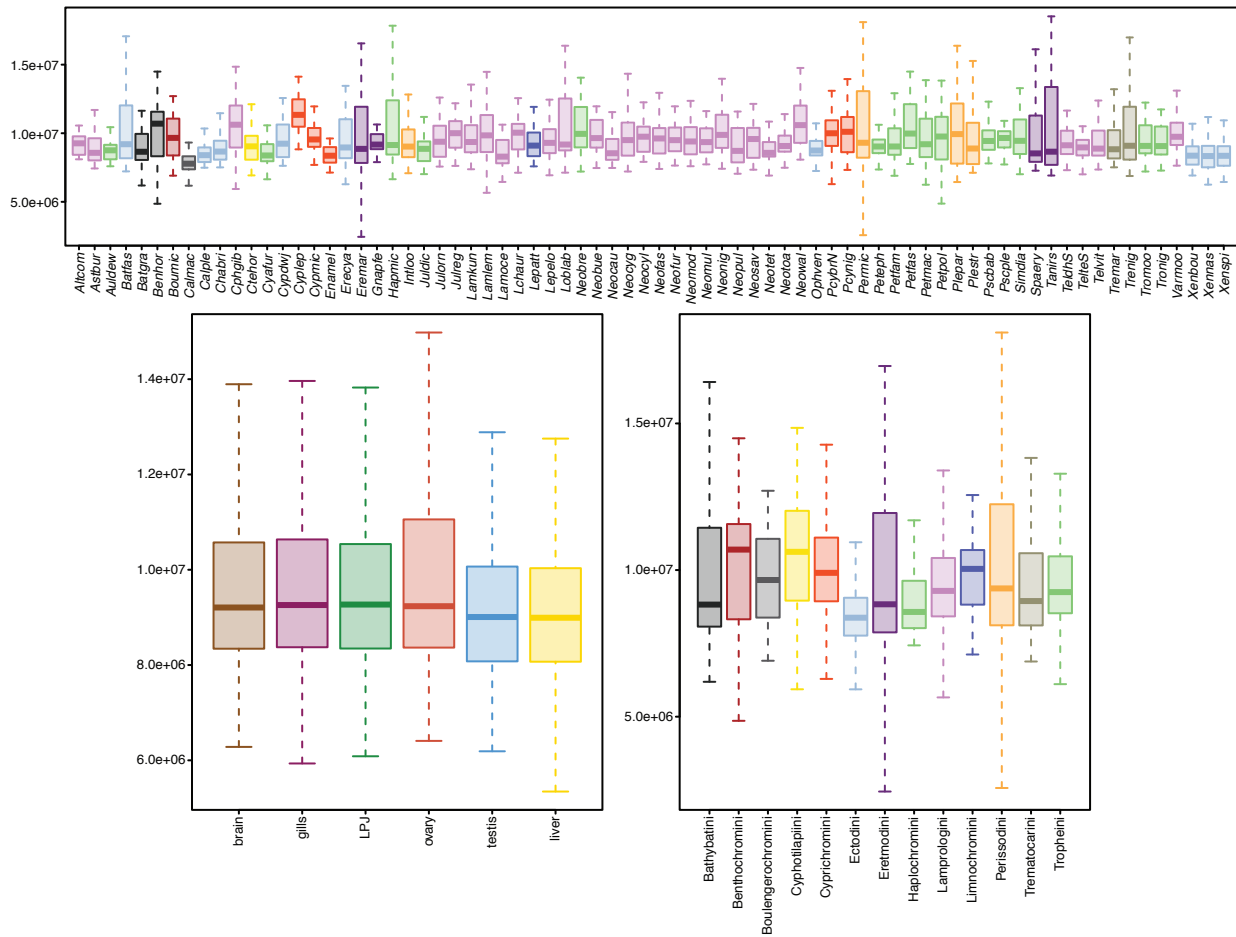 1.5e+07
1.0e+07
5.0e+06
Altcom
Astbur
Auldew
Batfas
Batgra
Benhor
Boumic
Calmac
Calple
Chabri
Cphgib
Ctehor
Cyafur
Cypdwj
Cyplep
Cypmic
Enamel
Erecya
Eremar
Gnapfe
Hapmic
Intloo
Juldic
Julorn
Julreg
Lamkun
Lamlem
Lamoce
Lchaur
Lepatt
Lepelo
Loblab
Neobre
Neobue
Neocau
Neocyg
Neocyl
Neofas
Neofur
Neomod
Neomul
Neonig
Neopul
Neosav
Neotet
Neotoa
Neowal
Ophven
PcybrN
Pcynig
Permic
Peteph
Petfam
Petfas
Petmac
Petpol
Plepar
Plestr
Pscbab
Pscple
Simdia
Spaery
Tanirs
TelchS
TelteS
Telvit
Tremar
Trenig
Tromoo
Tronig
Varmoo
Xenbou
Xennas
Xenspi
1.4e+07
1.2e+07
1.0e+07
8.0e+06
6.0e+06
brain
gills
LPJ
ovary
testis
liver
1.5e+07
1.0e+07
5.0e+06
Bathybatini
Benthochromini
Boulengerochromini
Cyphotilapiini
Cyprichromini
Ectodini
Eretmodini
Haplochromini
Lamprologini
Limnochromini
Perissodini
Trematocarini
Tropheini